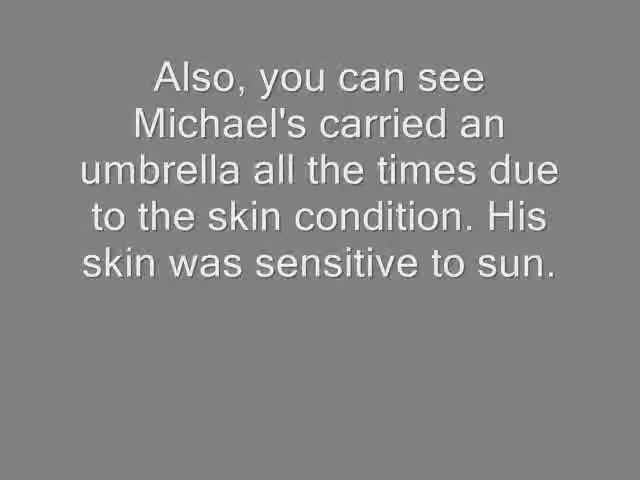 Also, you can see
Michael's carried an
umbrella all the times due
to the skin condition. His
skin was sensitive to sun.